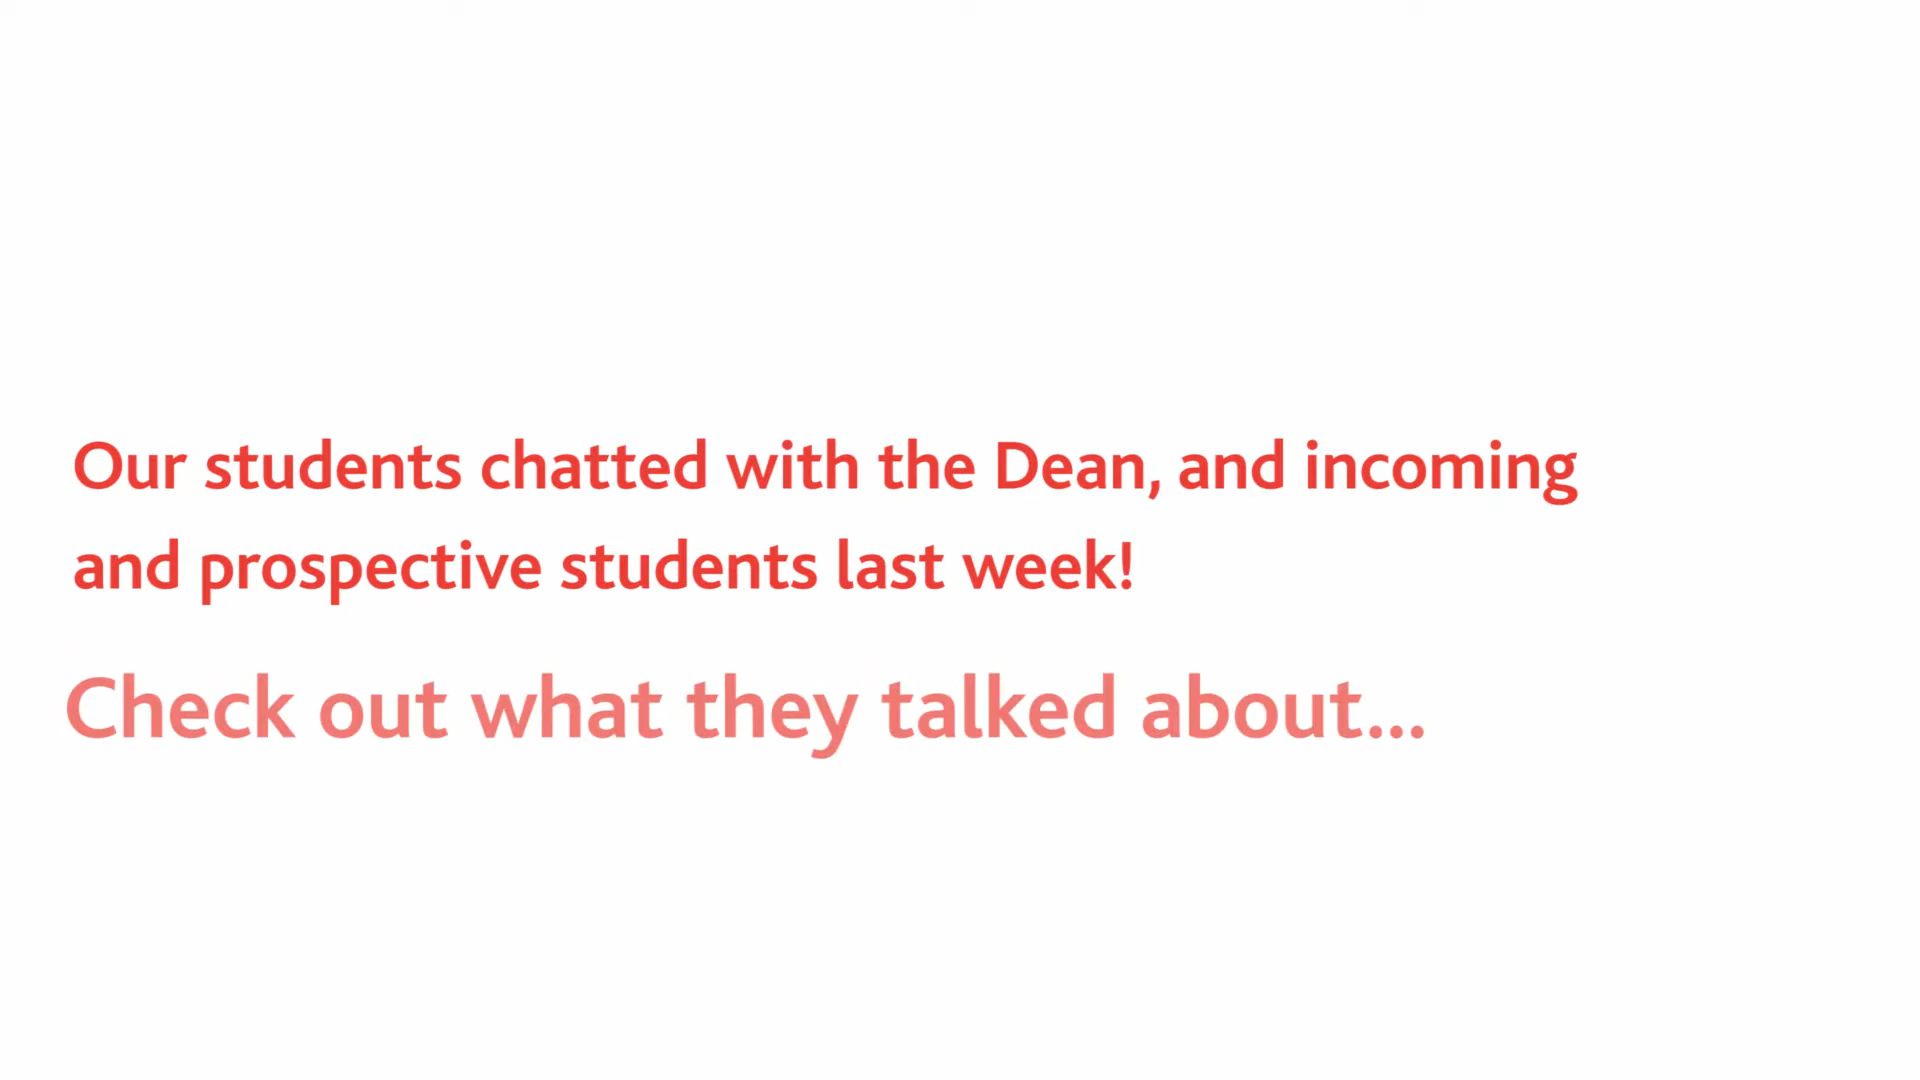 Our students chatted with the Dean, and incoming
and prospective students last week!
Check out what they talked about...